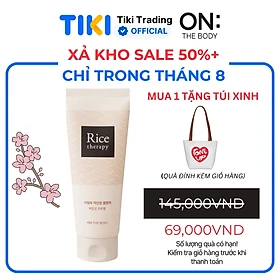 TIKI
Tiki Trading
OFFICIAL
ON:
THE BODY
XẢ KHO SALE 50%+
CHỈ TRONG THÁNG 8
MUA 1 TẶNG TÚI XINH
Rice
therapy
(QUÀ ĐÍNH KÈM GIỎ HÀNG)
145,000VND
69,000VND
Số lượng quà có hạn!
Kiểm tra giỏ hàng trước khi
thanh toán